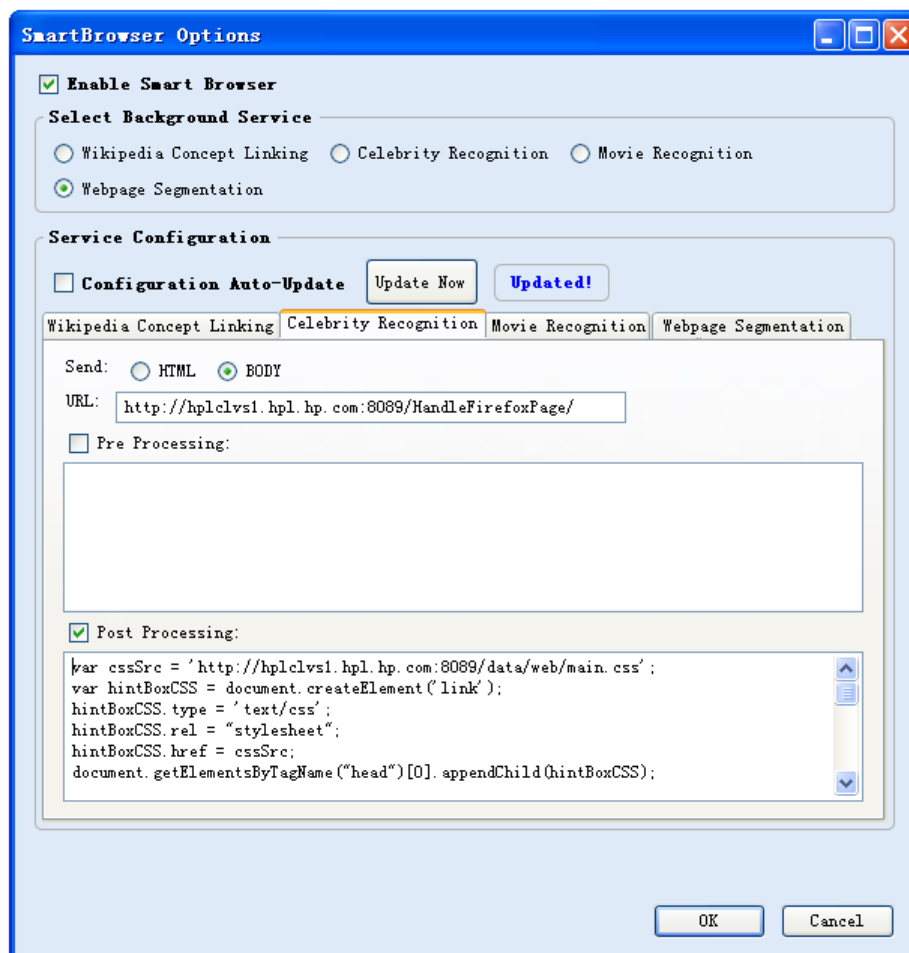 SmartBrowser Options
Enable Smart Browser
Select Background Service
Wikipedia Concept Linking Celebrity Recognition Movie Recognition
Webpage Segmentation
Service Configuration
Configuration Auto-Update Update Now Updated!
Wikipedia Concept Linking Celebrity Recognition Movie Recognition Webpage Segmentation
Send: HTML BODY
URL: http://hplclvs1.hpl.hp.com:8089/HandleFirefoxPage/
Pre Processing:
Post Processing:
var cssSrc = 'http://hplclvs1.hpl.hp.com:8089/data/web/main.css';
var hintBoxCSS = document.createElement('link');
hintBoxCSS.type = 'text/css';
hintBoxCSS.rel = "stylesheet";
hintBoxCSS.href = cssSrc;
document.getElementsByTagName("head")[0].appendChild(hintBoxCSS);
OK Cancel